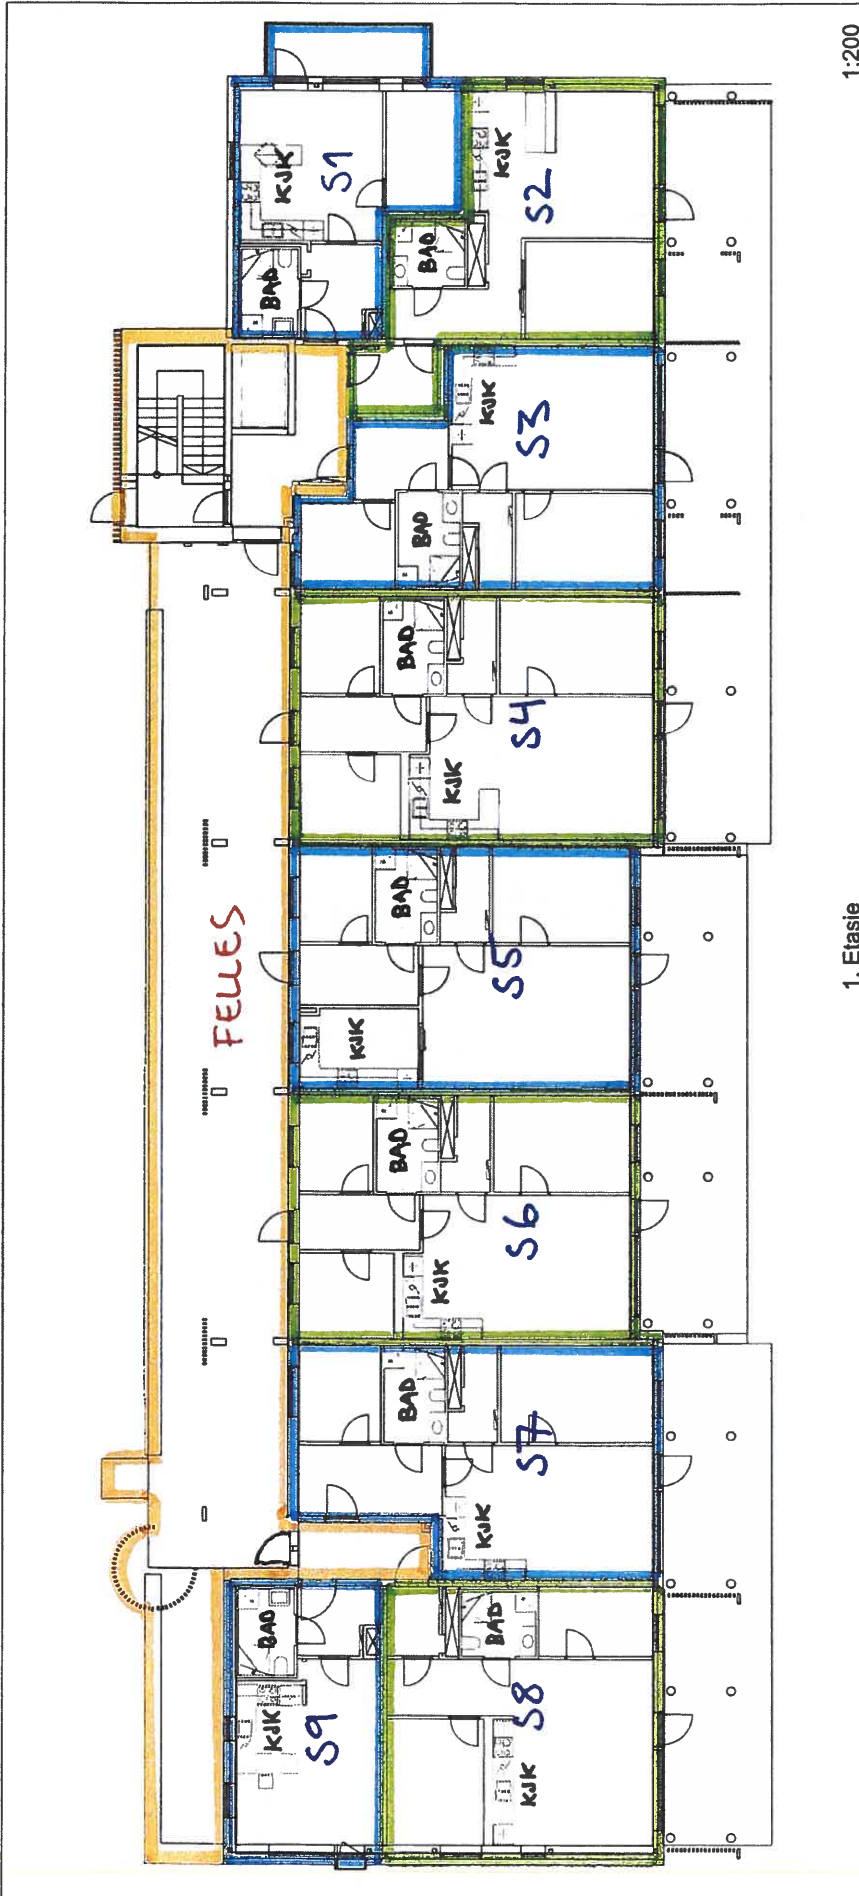 1:200
S1
KJK
BAD
S2
KJK
BAD
S3
KJK
BAD
S4
KJK
BAD
FELLES
S5
KJK
BAD
S6
KJK
BAD
S7
KJK
BAD
S8
KJK
BAD
S9
KJK
BAD
1. Etasje